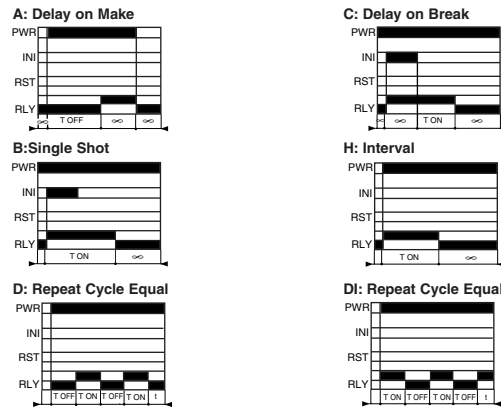 A: Delay on Make
PWR
INI
RST
RLY
∞ T OFF ∞ ∞
C: Delay on Break
PWR
INI
RST
RLY
∞ ∞ T ON ∞
B:Single Shot
PWR
INI
RST
RLY
T ON ∞
H: Interval
PWR
INI
RST
RLY
T ON ∞
D: Repeat Cycle Equal
PWR
INI
RST
RLY
T OFF T ON T OFF T ON t
DI: Repeat Cycle Equal
PWR
INI
RST
RLY
T ON T OFF T ON T OFF t